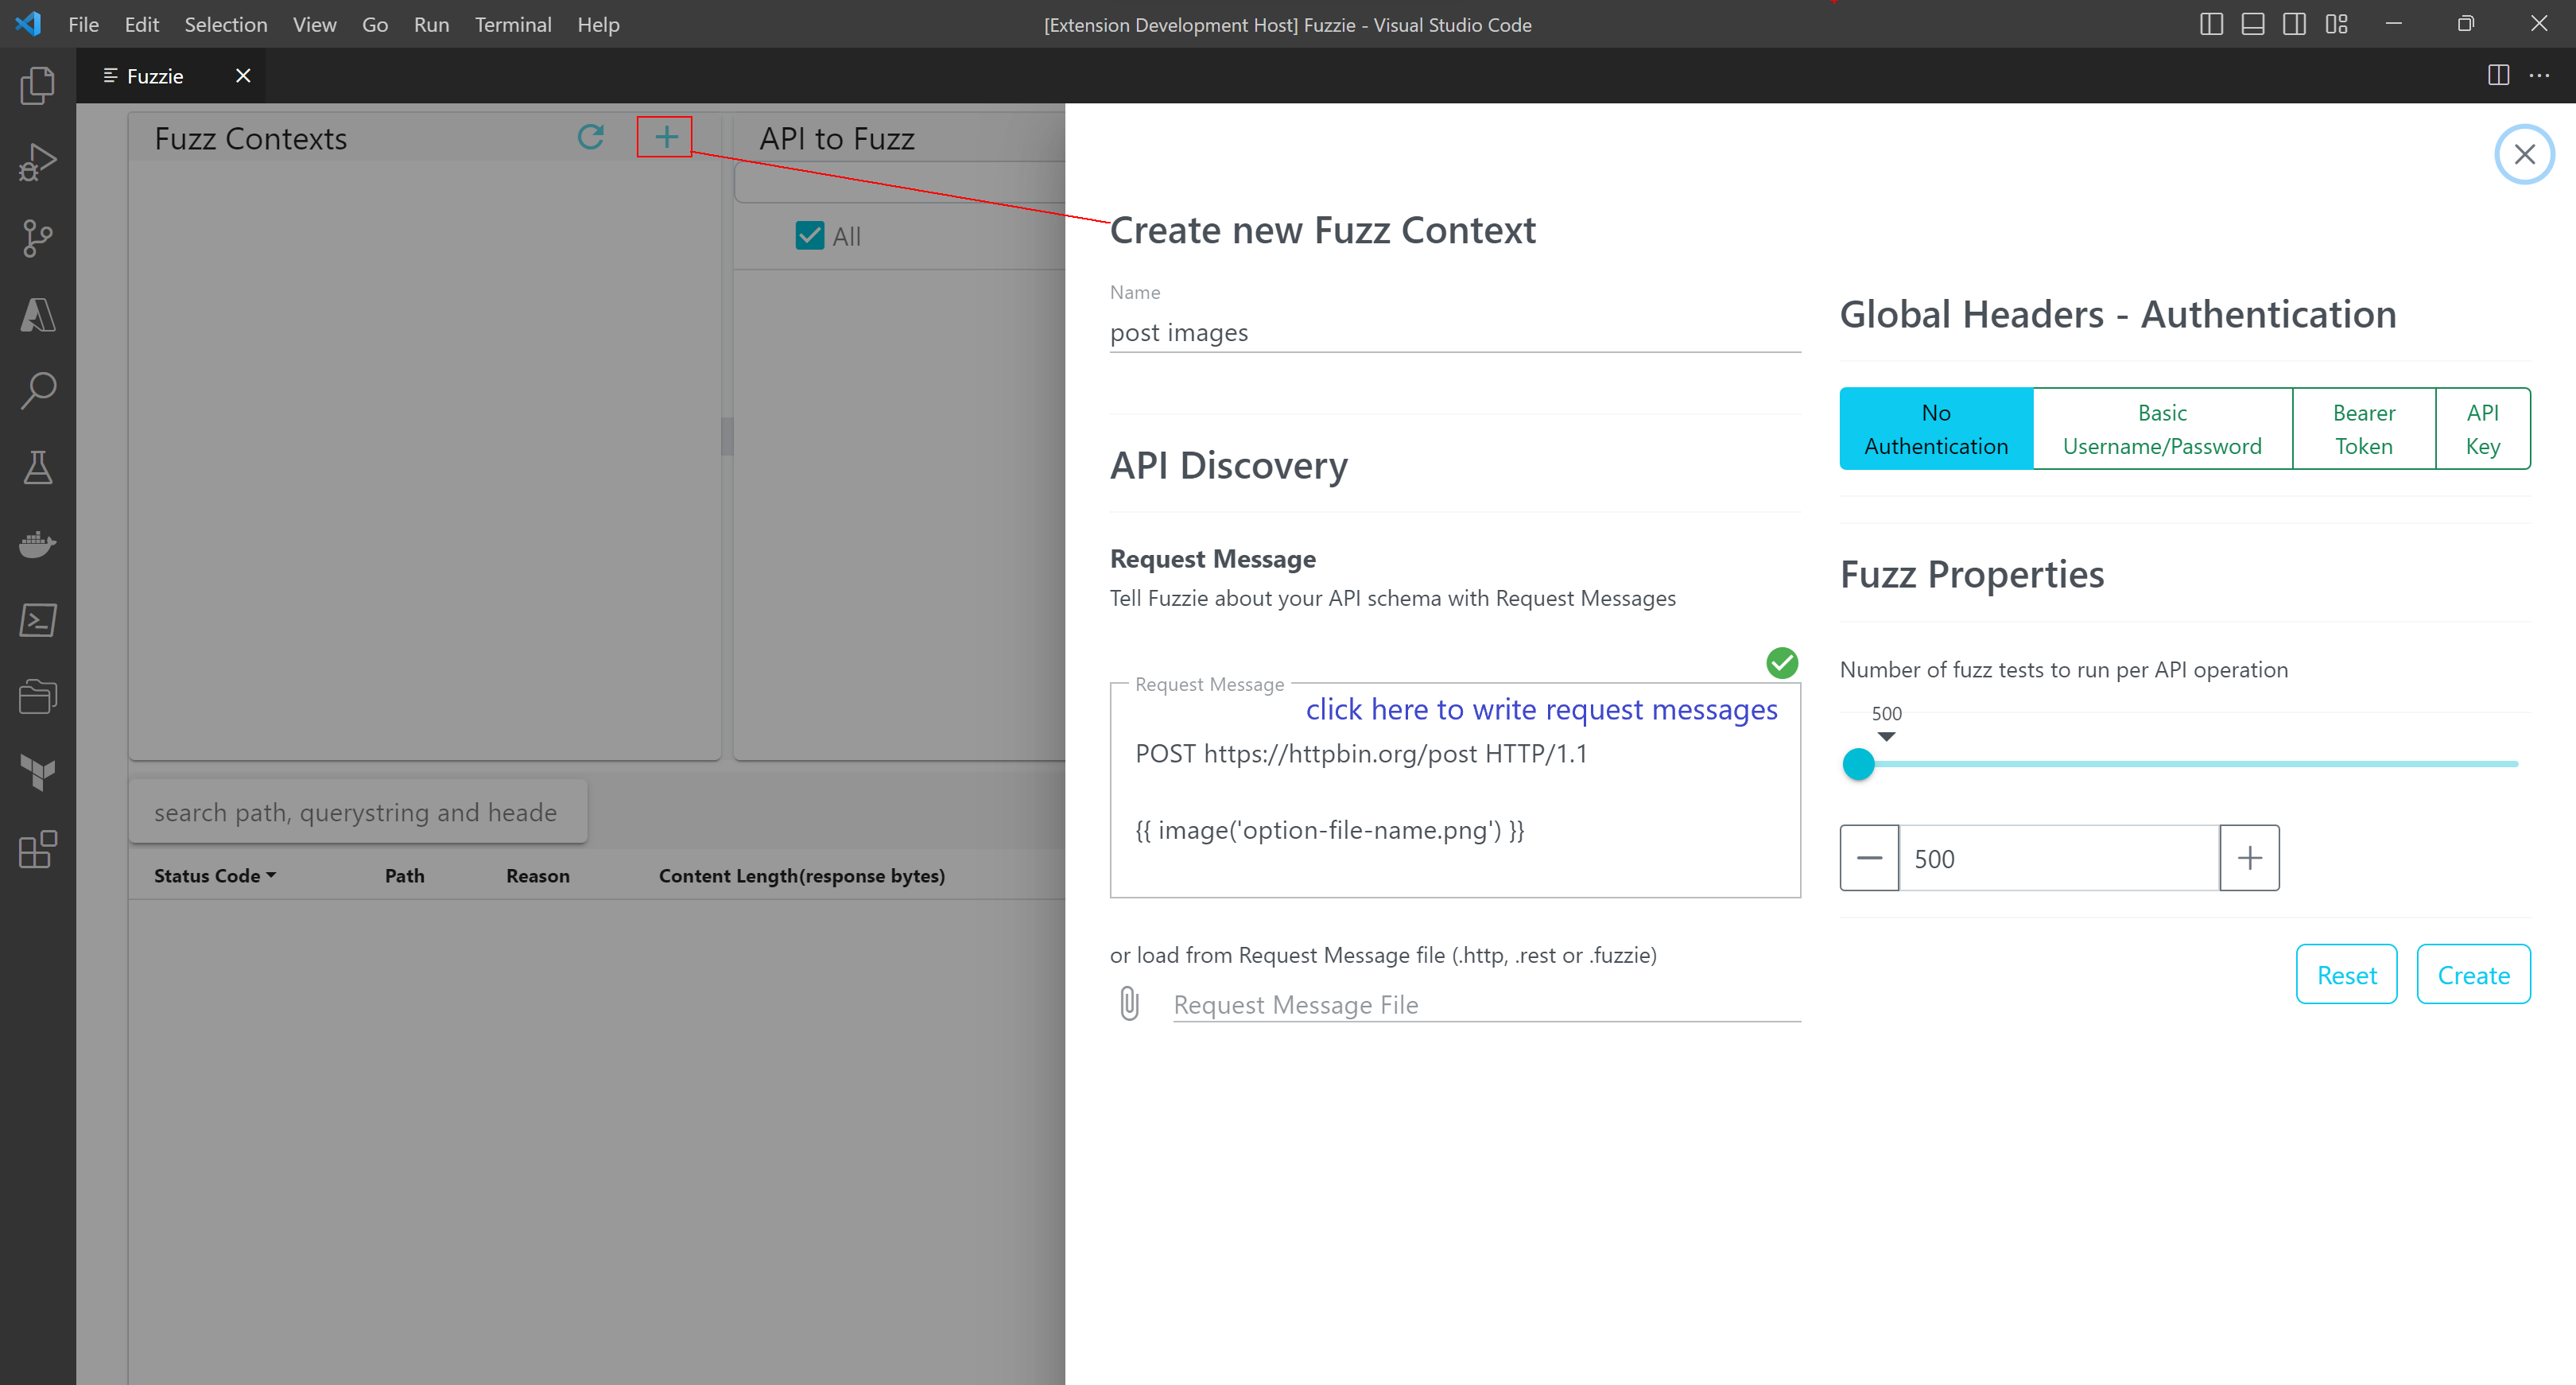 File Edit Selection View Go Run Terminal Help
[Extension Development Host] Fuzzie - Visual Studio Code
Fuzzie
Fuzz Contexts
API to Fuzz
All
search path, querystring and heade
Status Code Path Reason Content Length(response bytes)
Create new Fuzz Context
Name
post images
API Discovery
Request Message
Tell Fuzzie about your API schema with Request Messages
Request Message
click here to write request messages
POST https://httpbin.org/post HTTP/1.1
{{ image('option-file-name.png') }}
or load from Request Message file (.http, .rest or .fuzzie)
Request Message File
Global Headers - Authentication
No Authentication
Basic Username/Password
Bearer Token
API Key
Fuzz Properties
Number of fuzz tests to run per API operation
500
500
Reset
Create